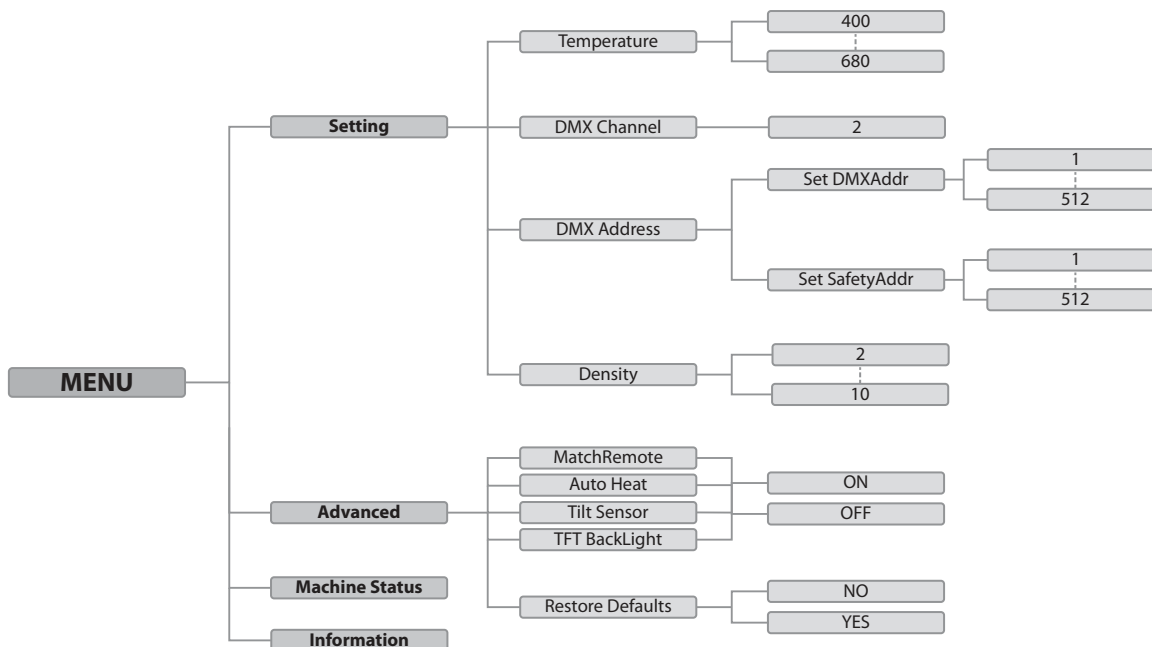 MENU
Setting
Temperature
400
680
DMX Channel
2
DMX Address
Set DMXAddr
1
512
Set SafetyAddr
1
512
Density
2
10
Advanced
MatchRemote
Auto Heat
Tilt Sensor
TFT BackLight
ON
OFF
Restore Defaults
NO
YES
Machine Status
Information